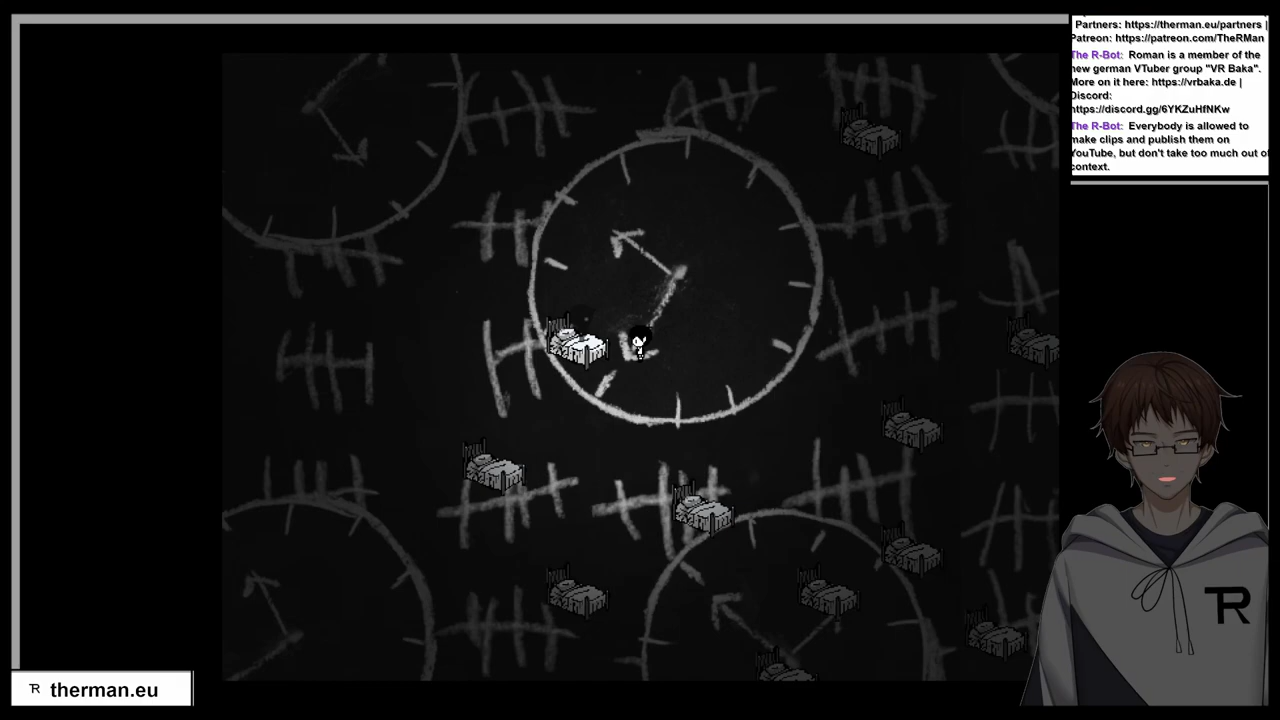 Partners: https://therman.eu/partners |
Patreon: https://patreon.com/TheRMan
The R-Bot: Roman is a member of the
new german VTuber group "VR Baka".
More on it here: https://vrbaka.de |
Discord:
https://discord.gg/6YKZuHfNKw
The R-Bot: Everybody is allowed to
make clips and publish them on
YouTube, but don't take too much out of
context.
TR
TR therman.eu